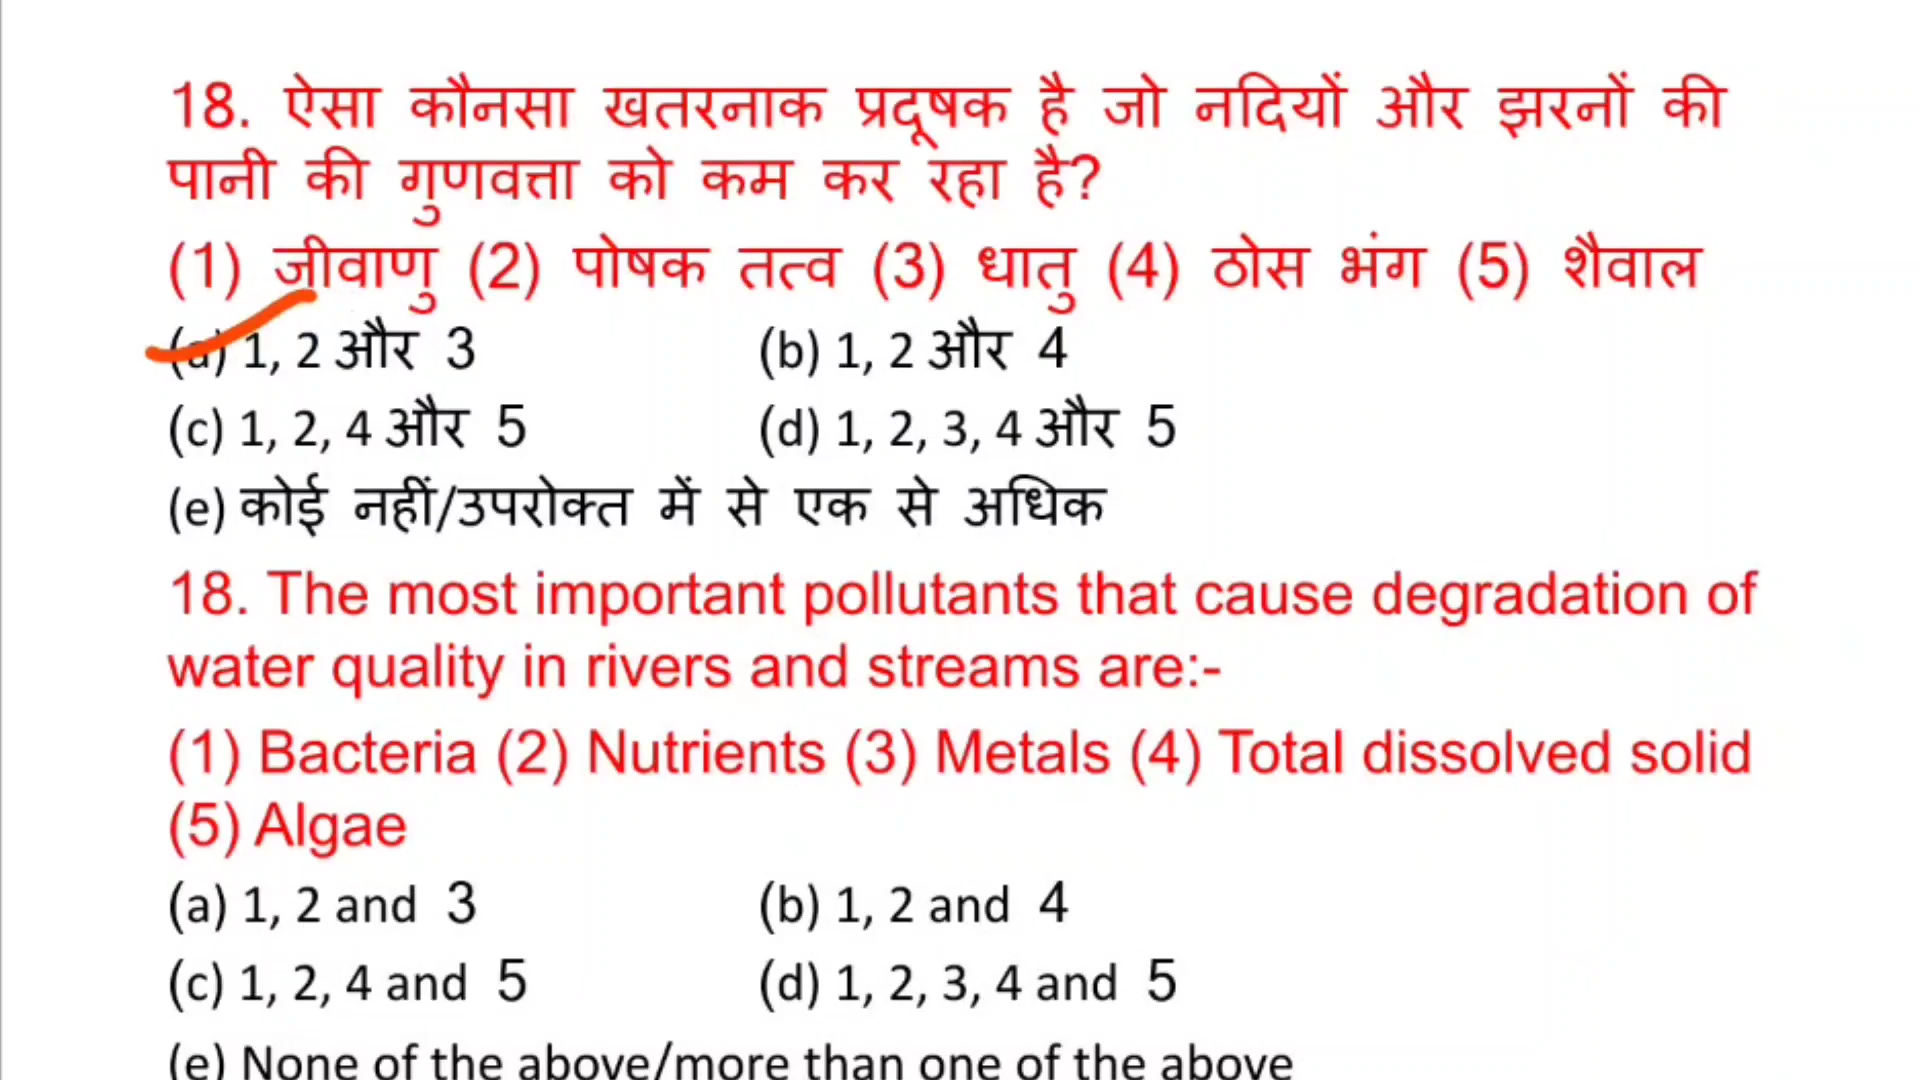 18. ऐसा कौनसा खतरनाक प्रदूषक है जो नदियों और झरनों की
पानी की गुणवत्ता को कम कर रहा है?
(1) जीवाणु (2) पोषक तत्व (3) धातु (4) ठोस भंग (5) शैवाल
(a) 1, 2 और 3 (b) 1, 2 और 4
(c) 1, 2, 4 और 5 (d) 1, 2, 3, 4 और 5
(e) कोई नहीं/उपरोक्त में से एक से अधिक
18. The most important pollutants that cause degradation of
water quality in rivers and streams are:-
(1) Bacteria (2) Nutrients (3) Metals (4) Total dissolved solid
(5) Algae
(a) 1, 2 and 3 (b) 1, 2 and 4
(c) 1, 2, 4 and 5 (d) 1, 2, 3, 4 and 5
(e) None of the above/more than one of the above